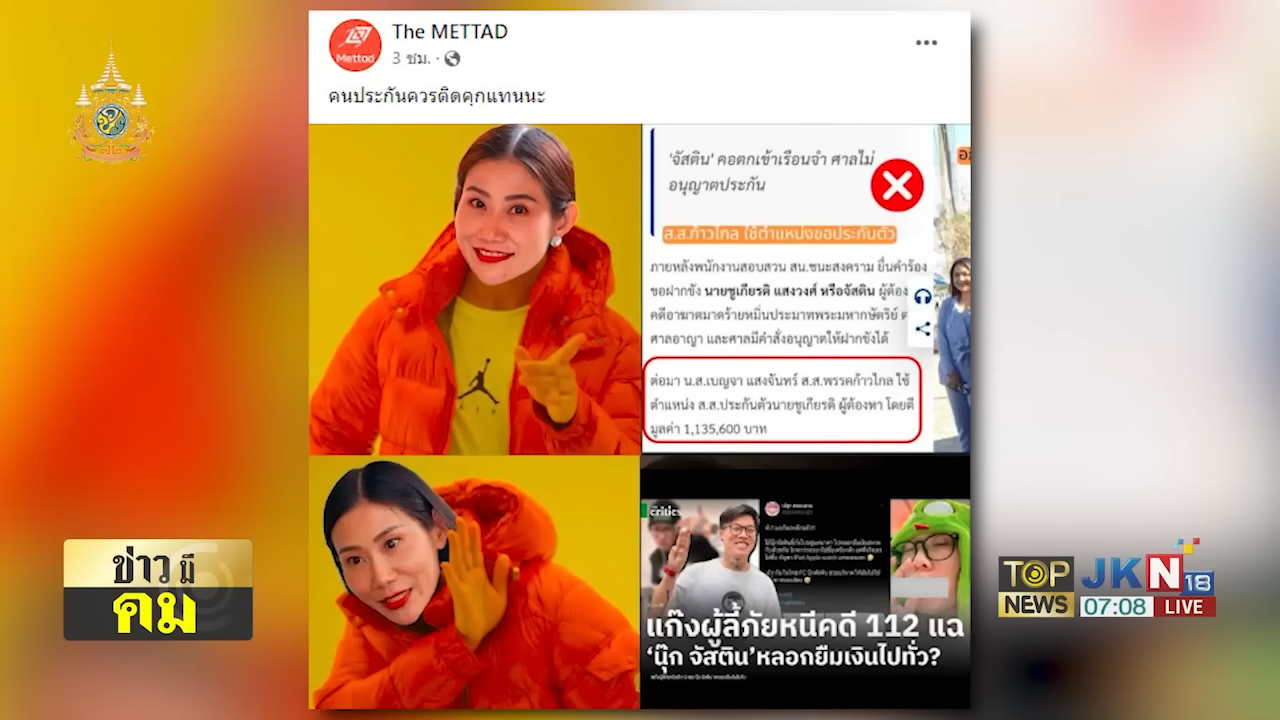 The METTAD
Mettad
3 ชม.
คนประกันควรติดคุกแทนนะ
'จัสติน' คอตกเข้าเรือนจำ ศาลไม่
อนุญาตประกัน
ส.ส.ก้าวไกล ใช้ตำแหน่งขอประกันตัว
ภายหลังพนักงานสอบสวน สน.ชนะสงคราม ยื่นคำร้อง
ขอฝากขัง นายชูเกียรติ แสงวงศ์ หรือจัสติน ผู้ต้อง
คดีอาฆาตมาดร้ายหมิ่นประมาทพระมหากษัตริย์ ต
ศาลอาญา และศาลมีคำสั่งอนุญาตให้ฝากขังได้
ต่อมา น.ส.เบญจา แสงจันทร์ ส.ส.พรรคก้าวไกล ใช้
ตำแหน่ง ส.ส.ประกันตัวนายชูเกียรติ ผู้ต้องหา โดยตี
มูลค่า 1,135,600 บาท
critics
แก๊งผู้ลี้ภัยหนีคดี 112 แฉ
'นุ๊ก จัสติน'หลอกยืมเงินไปทั่ว?
ข่าวมี
คม
TOP
NEWS
JKN18
07:08 LIVE